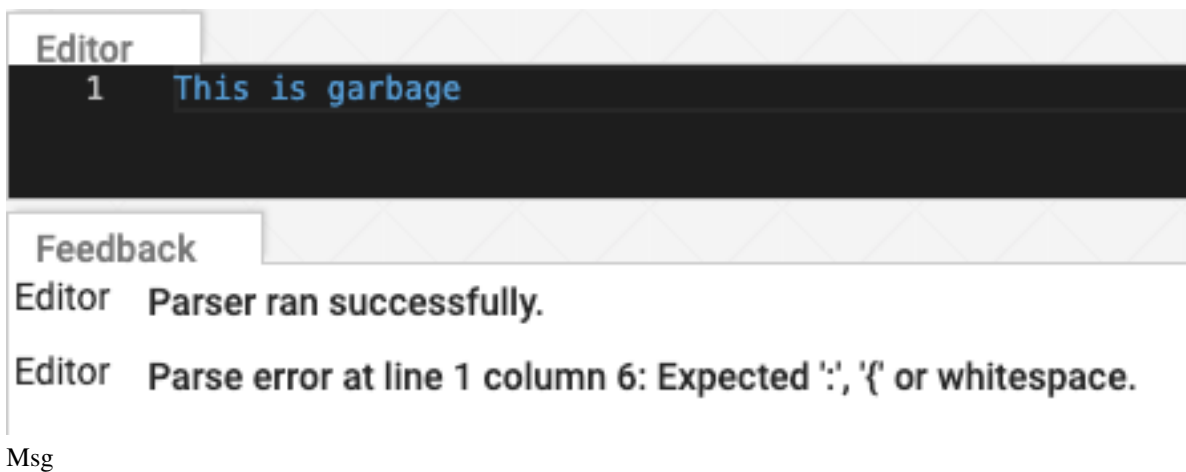 Editor
1 This is garbage
Feedback
Editor Parser ran successfully.
Editor Parse error at line 1 column 6: Expected ':', '{' or whitespace.
Msg